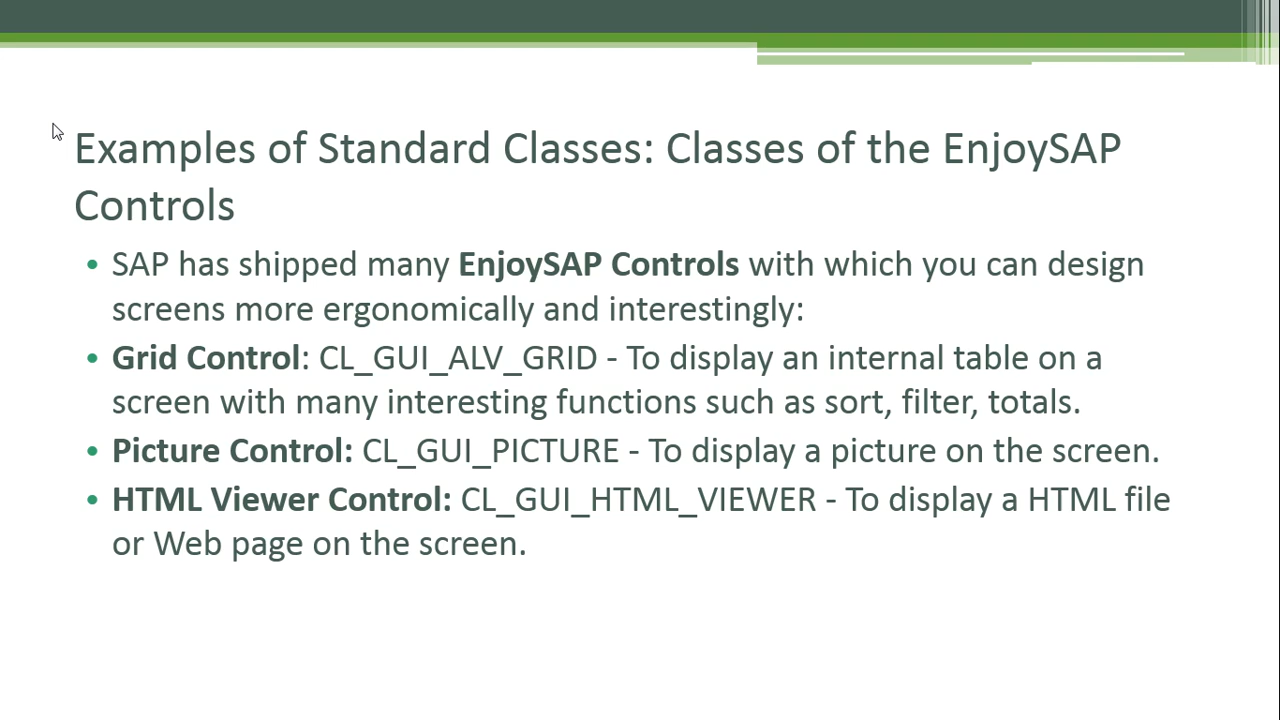 Examples of Standard Classes: Classes of the EnjoySAP
Controls
• SAP has shipped many EnjoySAP Controls with which you can design
screens more ergonomically and interestingly:
• Grid Control: CL_GUI_ALV_GRID - To display an internal table on a
screen with many interesting functions such as sort, filter, totals.
• Picture Control: CL_GUI_PICTURE - To display a picture on the screen.
• HTML Viewer Control: CL_GUI_HTML_VIEWER - To display a HTML file
or Web page on the screen.